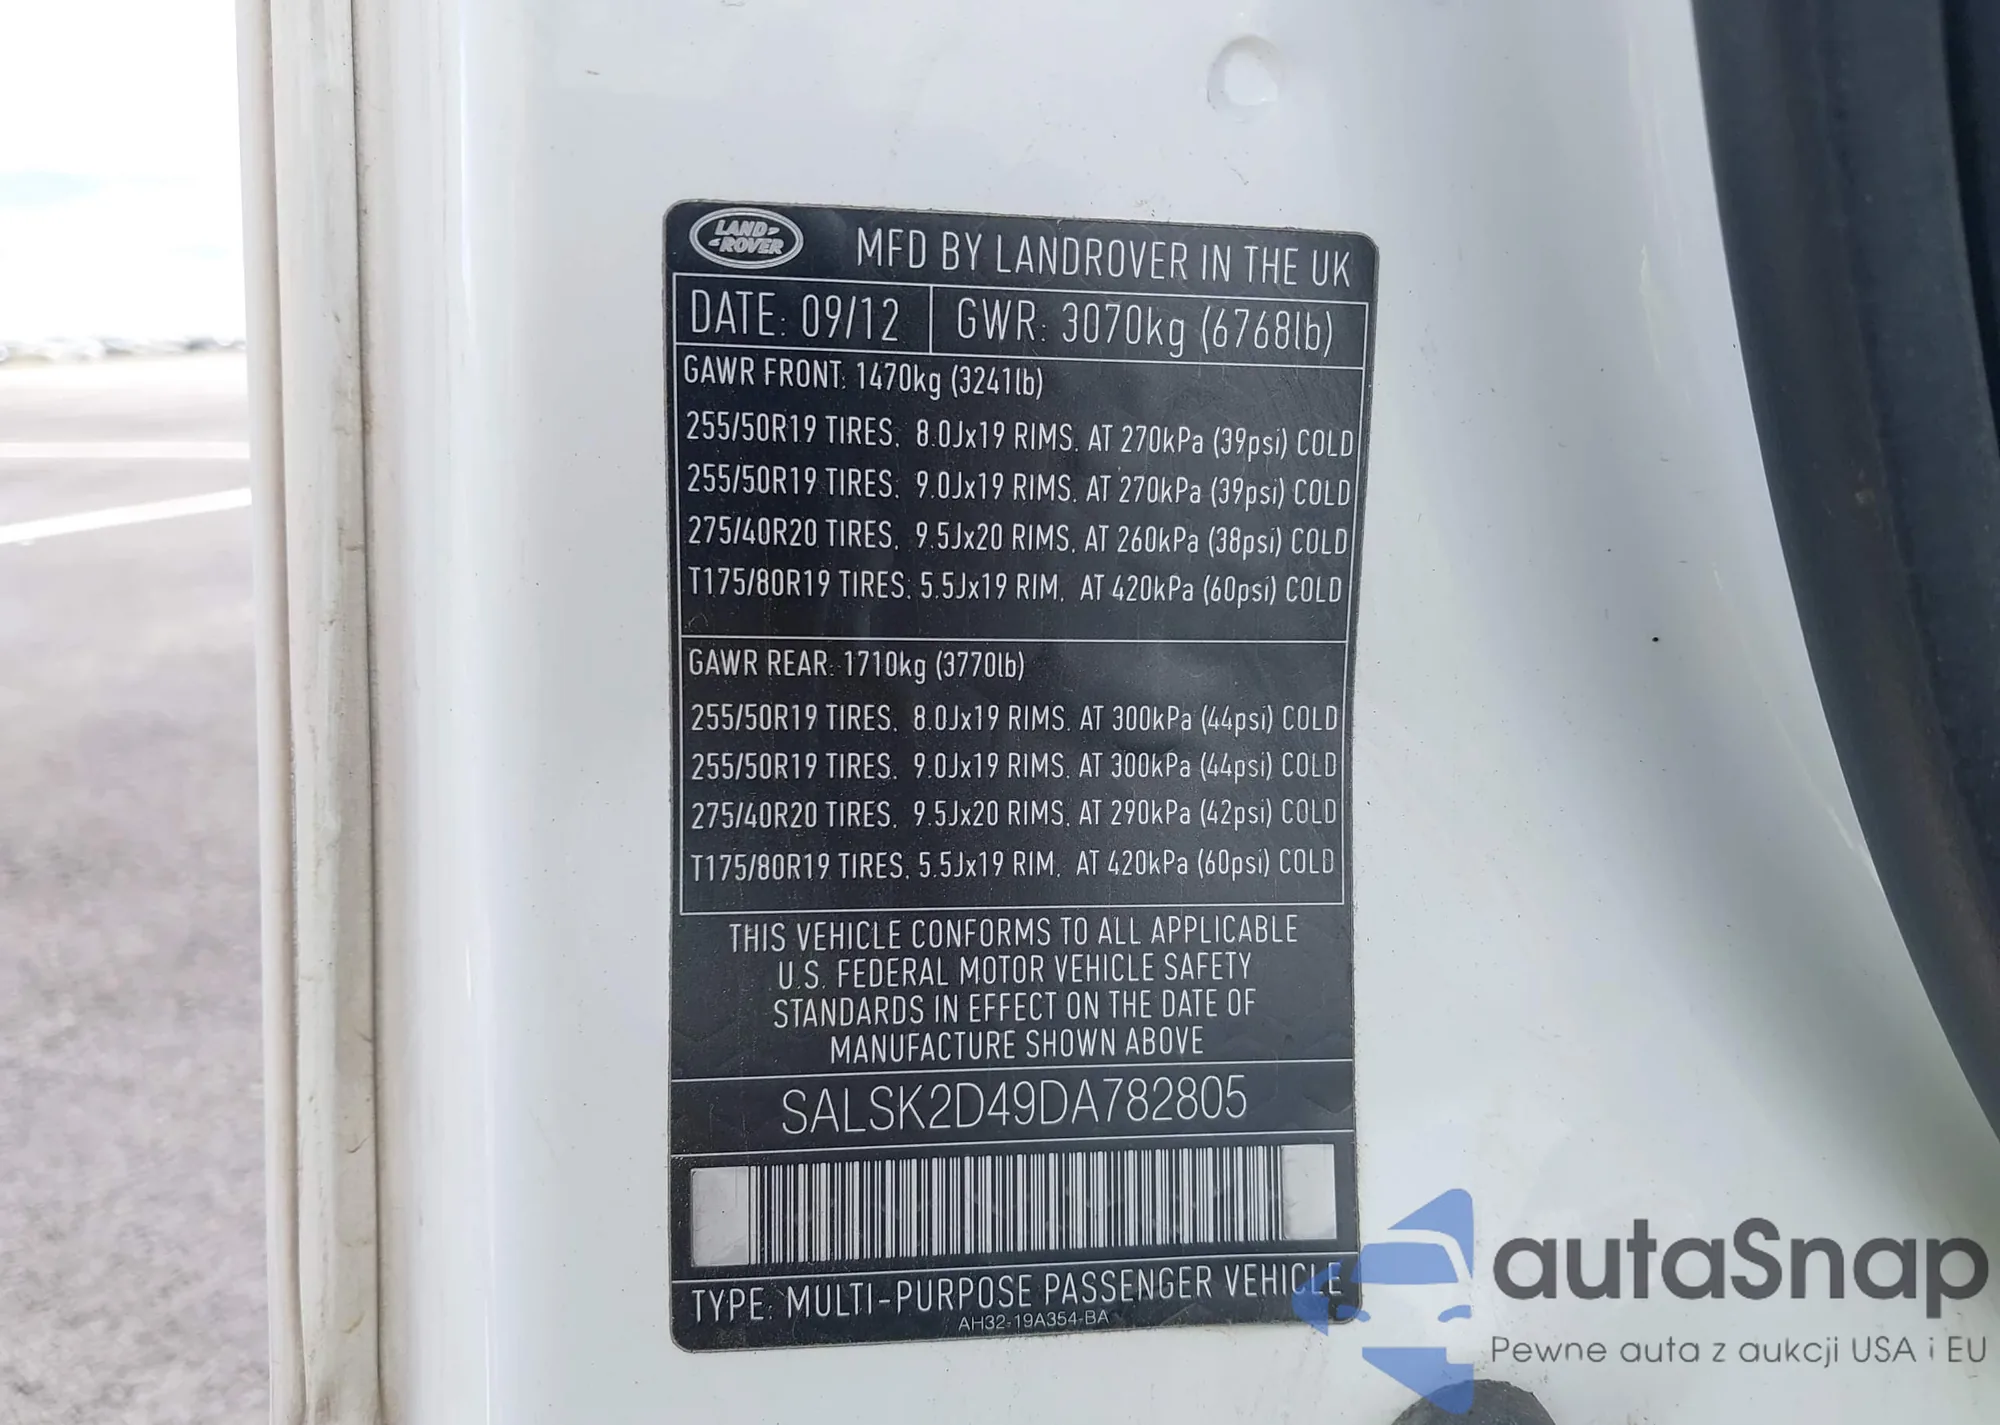 LAND-
-ROVER
MFD BY LANDROVER IN THE UK
DATE: 09/12 GWR: 3070kg (6768lb)
GAWR FRONT: 1470kg (3241lb)
255/50R19 TIRES, 8.0Jx19 RIMS, AT 270kPa (39psi) COLD
255/50R19 TIRES, 9.0Jx19 RIMS, AT 270kPa (39psi) COLD
275/40R20 TIRES, 9.5Jx20 RIMS, AT 260kPa (38psi) COLD
T175/80R19 TIRES, 5.5Jx19 RIM, AT 420kPa (60psi) COLD
GAWR REAR: 1710kg (3770lb)
255/50R19 TIRES, 8.0Jx19 RIMS, AT 300kPa (44psi) COLD
255/50R19 TIRES, 9.0Jx19 RIMS, AT 300kPa (44psi) COLD
275/40R20 TIRES, 9.5Jx20 RIMS, AT 290kPa (42psi) COLD
T175/80R19 TIRES, 5.5Jx19 RIM, AT 420kPa (60psi) COLD
THIS VEHICLE CONFORMS TO ALL APPLICABLE
U.S. FEDERAL MOTOR VEHICLE SAFETY
STANDARDS IN EFFECT ON THE DATE OF
MANUFACTURE SHOWN ABOVE
SALSK2D49DA782805
TYPE: MULTI-PURPOSE PASSENGER VEHICLE
AH32-19A354-BA
autaSnap
Pewne auta z aukcji USA i EU